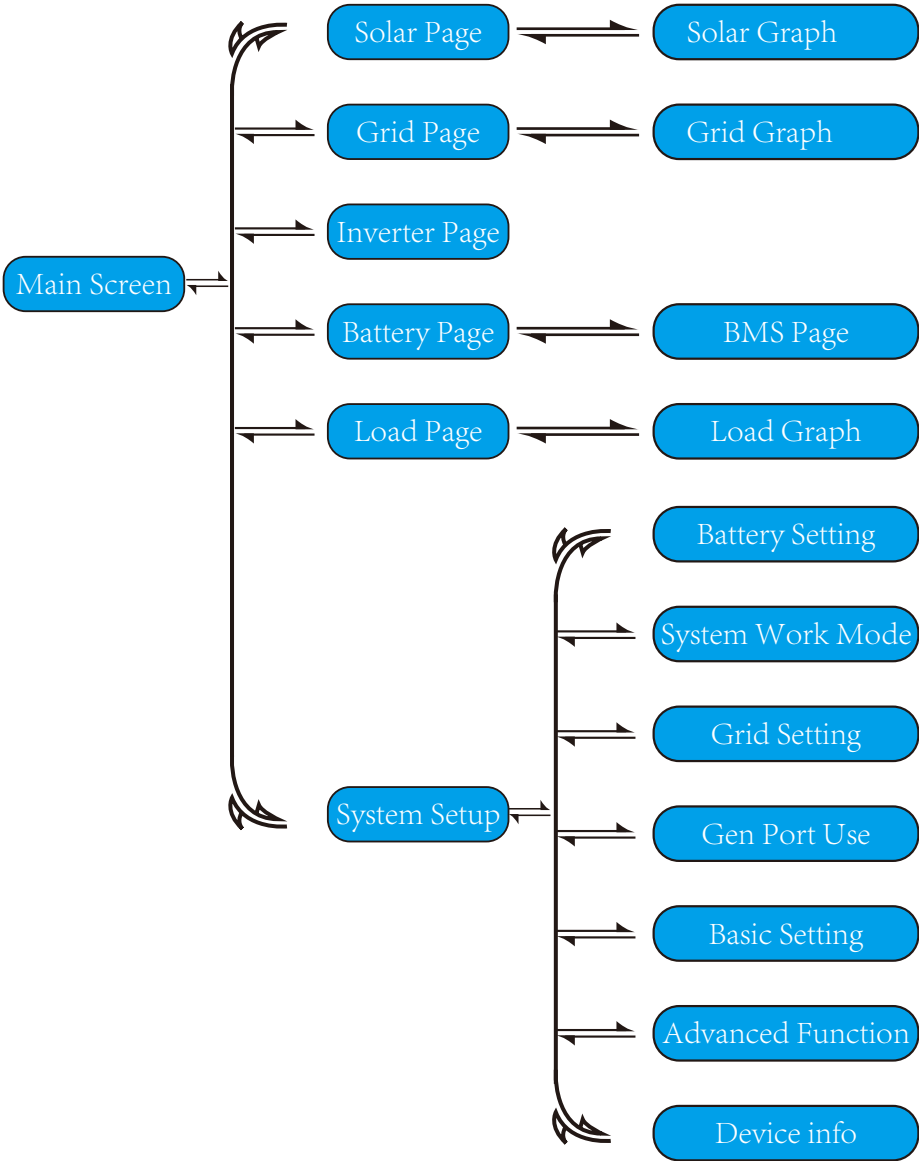 Solar Page
Solar Graph
Grid Page
Grid Graph
Inverter Page
Main Screen
Battery Page
BMS Page
Load Page
Load Graph
Battery Setting
System Work Mode
Grid Setting
System Setup
Gen Port Use
Basic Setting
Advanced Function
Device info